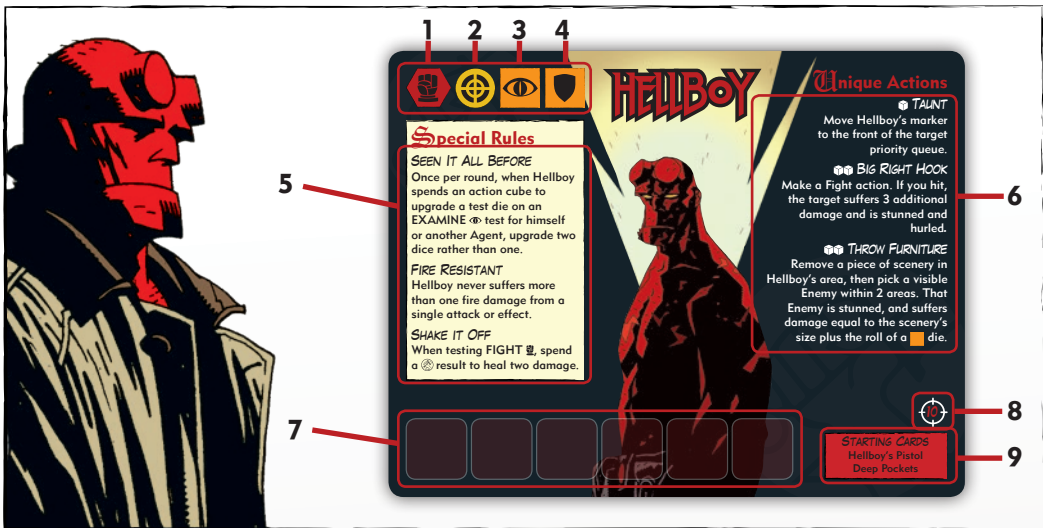 1
2
3
4
HELLBOY
Special Rules
SEEN IT ALL BEFORE
Once per round, when Hellboy
spends an action cube to
upgrade a test die on an
EXAMINE test for himself
or another Agent, upgrade two
dice rather than one.
FIRE RESISTANT
Hellboy never suffers more
than one fire damage from a
single attack or effect.
SHAKE IT OFF
When testing FIGHT , spend
a result to heal two damage.
5
Unique Actions
TAUNT
Move Hellboy's marker
to the front of the target
priority queue.
BIG RIGHT HOOK
Make a Fight action. If you hit,
the target suffers 3 additional
damage and is stunned and
hurled.
THROW FURNITURE
Remove a piece of scenery in
Hellboy's area, then pick a visible
Enemy within 2 areas. That
Enemy is stunned, and suffers
damage equal to the scenery's
size plus the roll of a die.
6
7
10
8
STARTING CARDS
Hellboy's Pistol
Deep Pockets
9